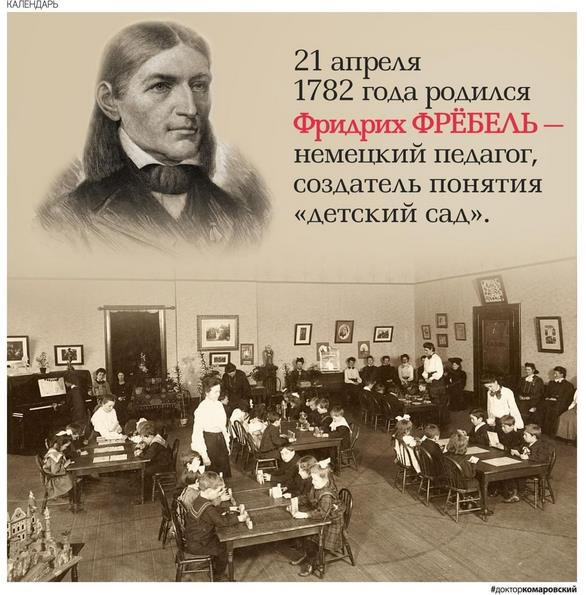 КАЛЕНДАРЬ
21 апреля
1782 года родился
Фридрих ФРЁБЕЛЬ —
немецкий педагог,
создатель понятия
«детский сад».
#докторкомаровский